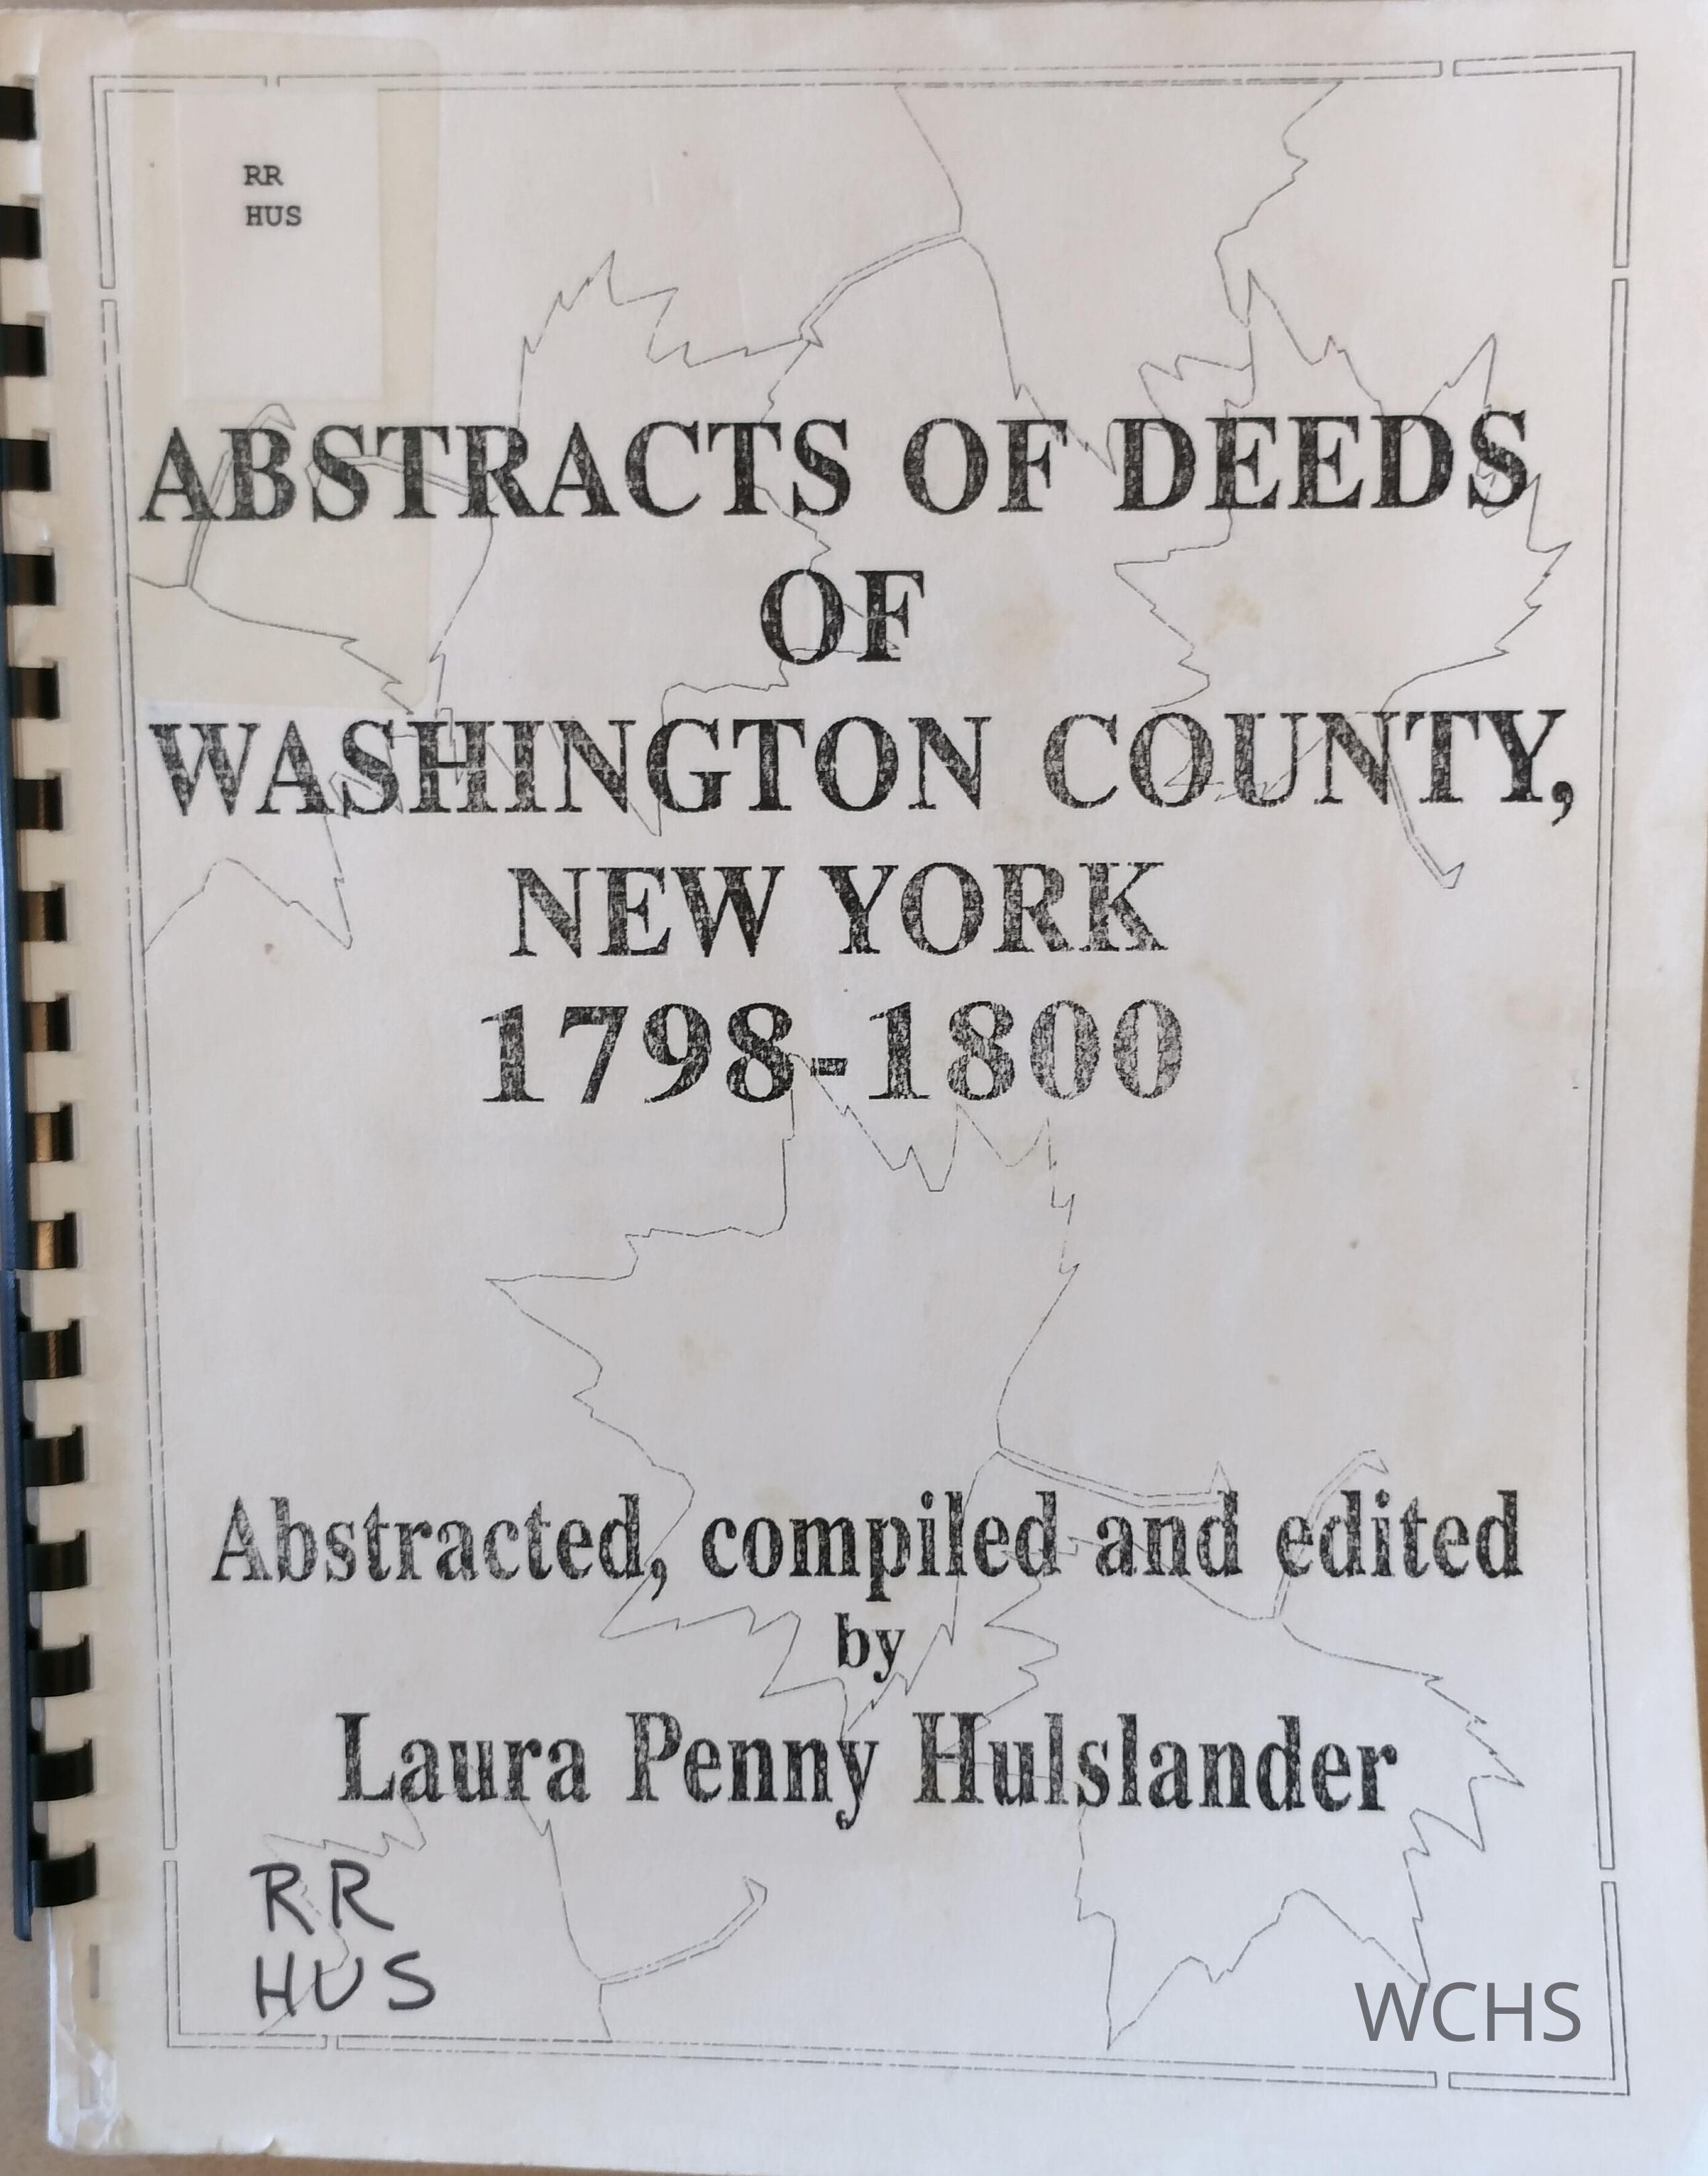 RR
HUS
ABSTRACTS OF DEEDS
OF
WASHINGTON COUNTY,
NEW YORK
1798-1800
Abstracted, compiled and edited
by
Laura Penny Hulslander
RR
HUS
WCHS